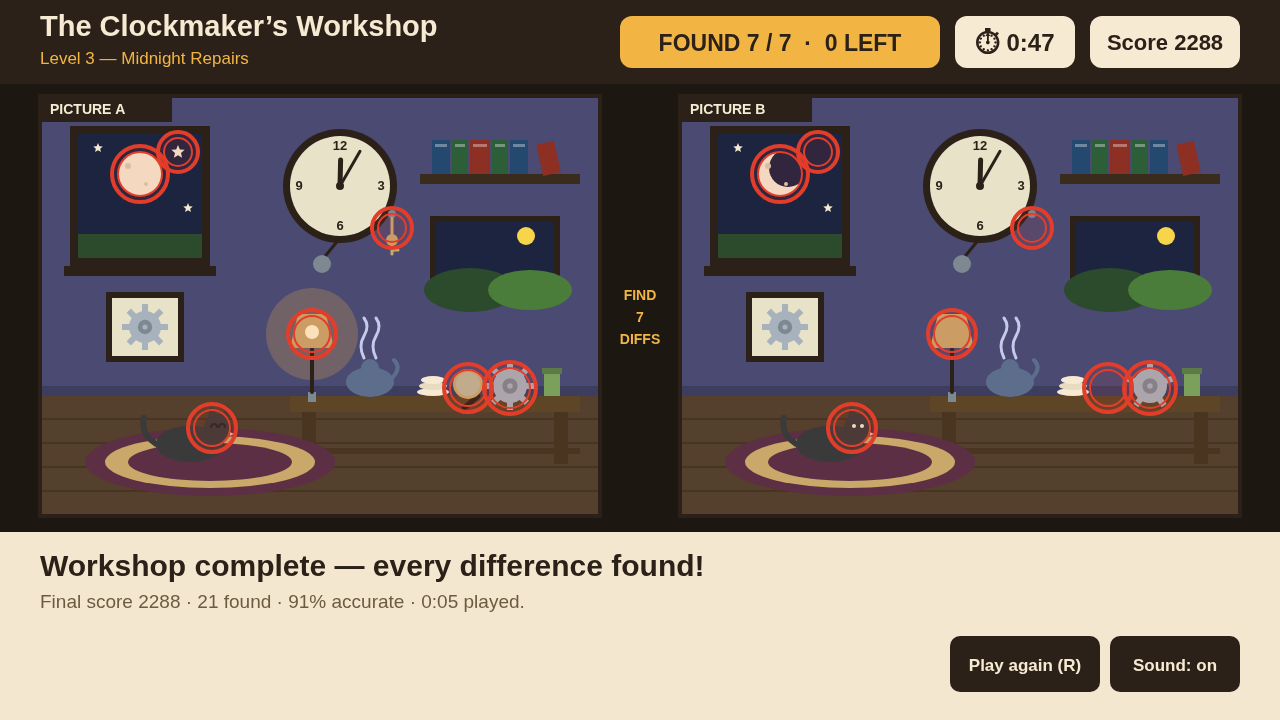 The Clockmaker's Workshop
Level 3 — Midnight Repairs
FOUND 7 / 7 · 0 LEFT
0:47
Score 2288
PICTURE A
12
9
3
6
FIND
7
DIFFS
PICTURE B
12
9
3
6
Workshop complete — every difference found!
Final score 2288 · 21 found · 91% accurate · 0:05 played.
Play again (R)
Sound: on